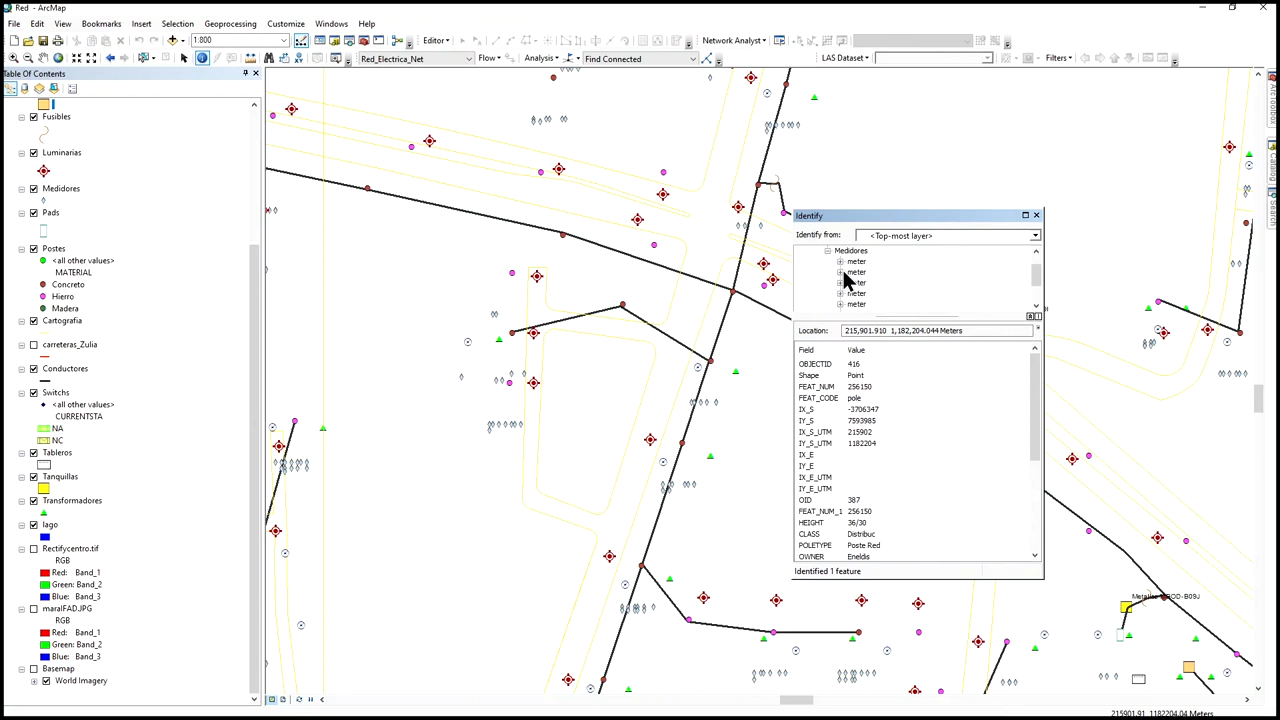 Red - ArcMap
File Edit View Bookmarks Insert Selection Geoprocessing Customize Windows Help
1:800 Editor Network Analyst
Red_Electrica_Net Flow Analysis Find Connected LAS Dataset Filters
Table Of Contents
Fusibles
Luminarias
Medidores
Pads
Postes
<all other values>
MATERIAL
Concreto
Hierro
Madera
Cartografia
carreteras_Zulia
Conductores
Switchs
<all other values>
CURRENTSTA
NA
NC
Tableros
Tanquillas
Transformadores
lago
Rectifycentro.tif
RGB
Red: Band_1
Green: Band_2
Blue: Band_3
maralFAD.JPG
RGB
Red: Band_1
Green: Band_2
Blue: Band_3
Basemap
World Imagery
Identify
Identify from: <Top-most layer>
Medidores
meter
meter
meter
meter
Location: 215,901.910 1,182,204.044 Meters
Field Value
OBJECTID 416
Shape Point
FEAT_NUM 256150
FEAT_CODE pole
IX_S -3706347
IY_S 7593985
IX_S_UTM 215902
IY_S_UTM 1182204
IX_E
IY_E
IX_E_UTM
IY_E_UTM
OID 387
FEAT_NUM_1 256150
HEIGHT 36/30
CLASS Distribuc
POLETYPE Poste Red
OWNER Eneldis
Identified 1 feature
ArcToolbox
Catalog
Search
215901.91 1182204.04 Meters